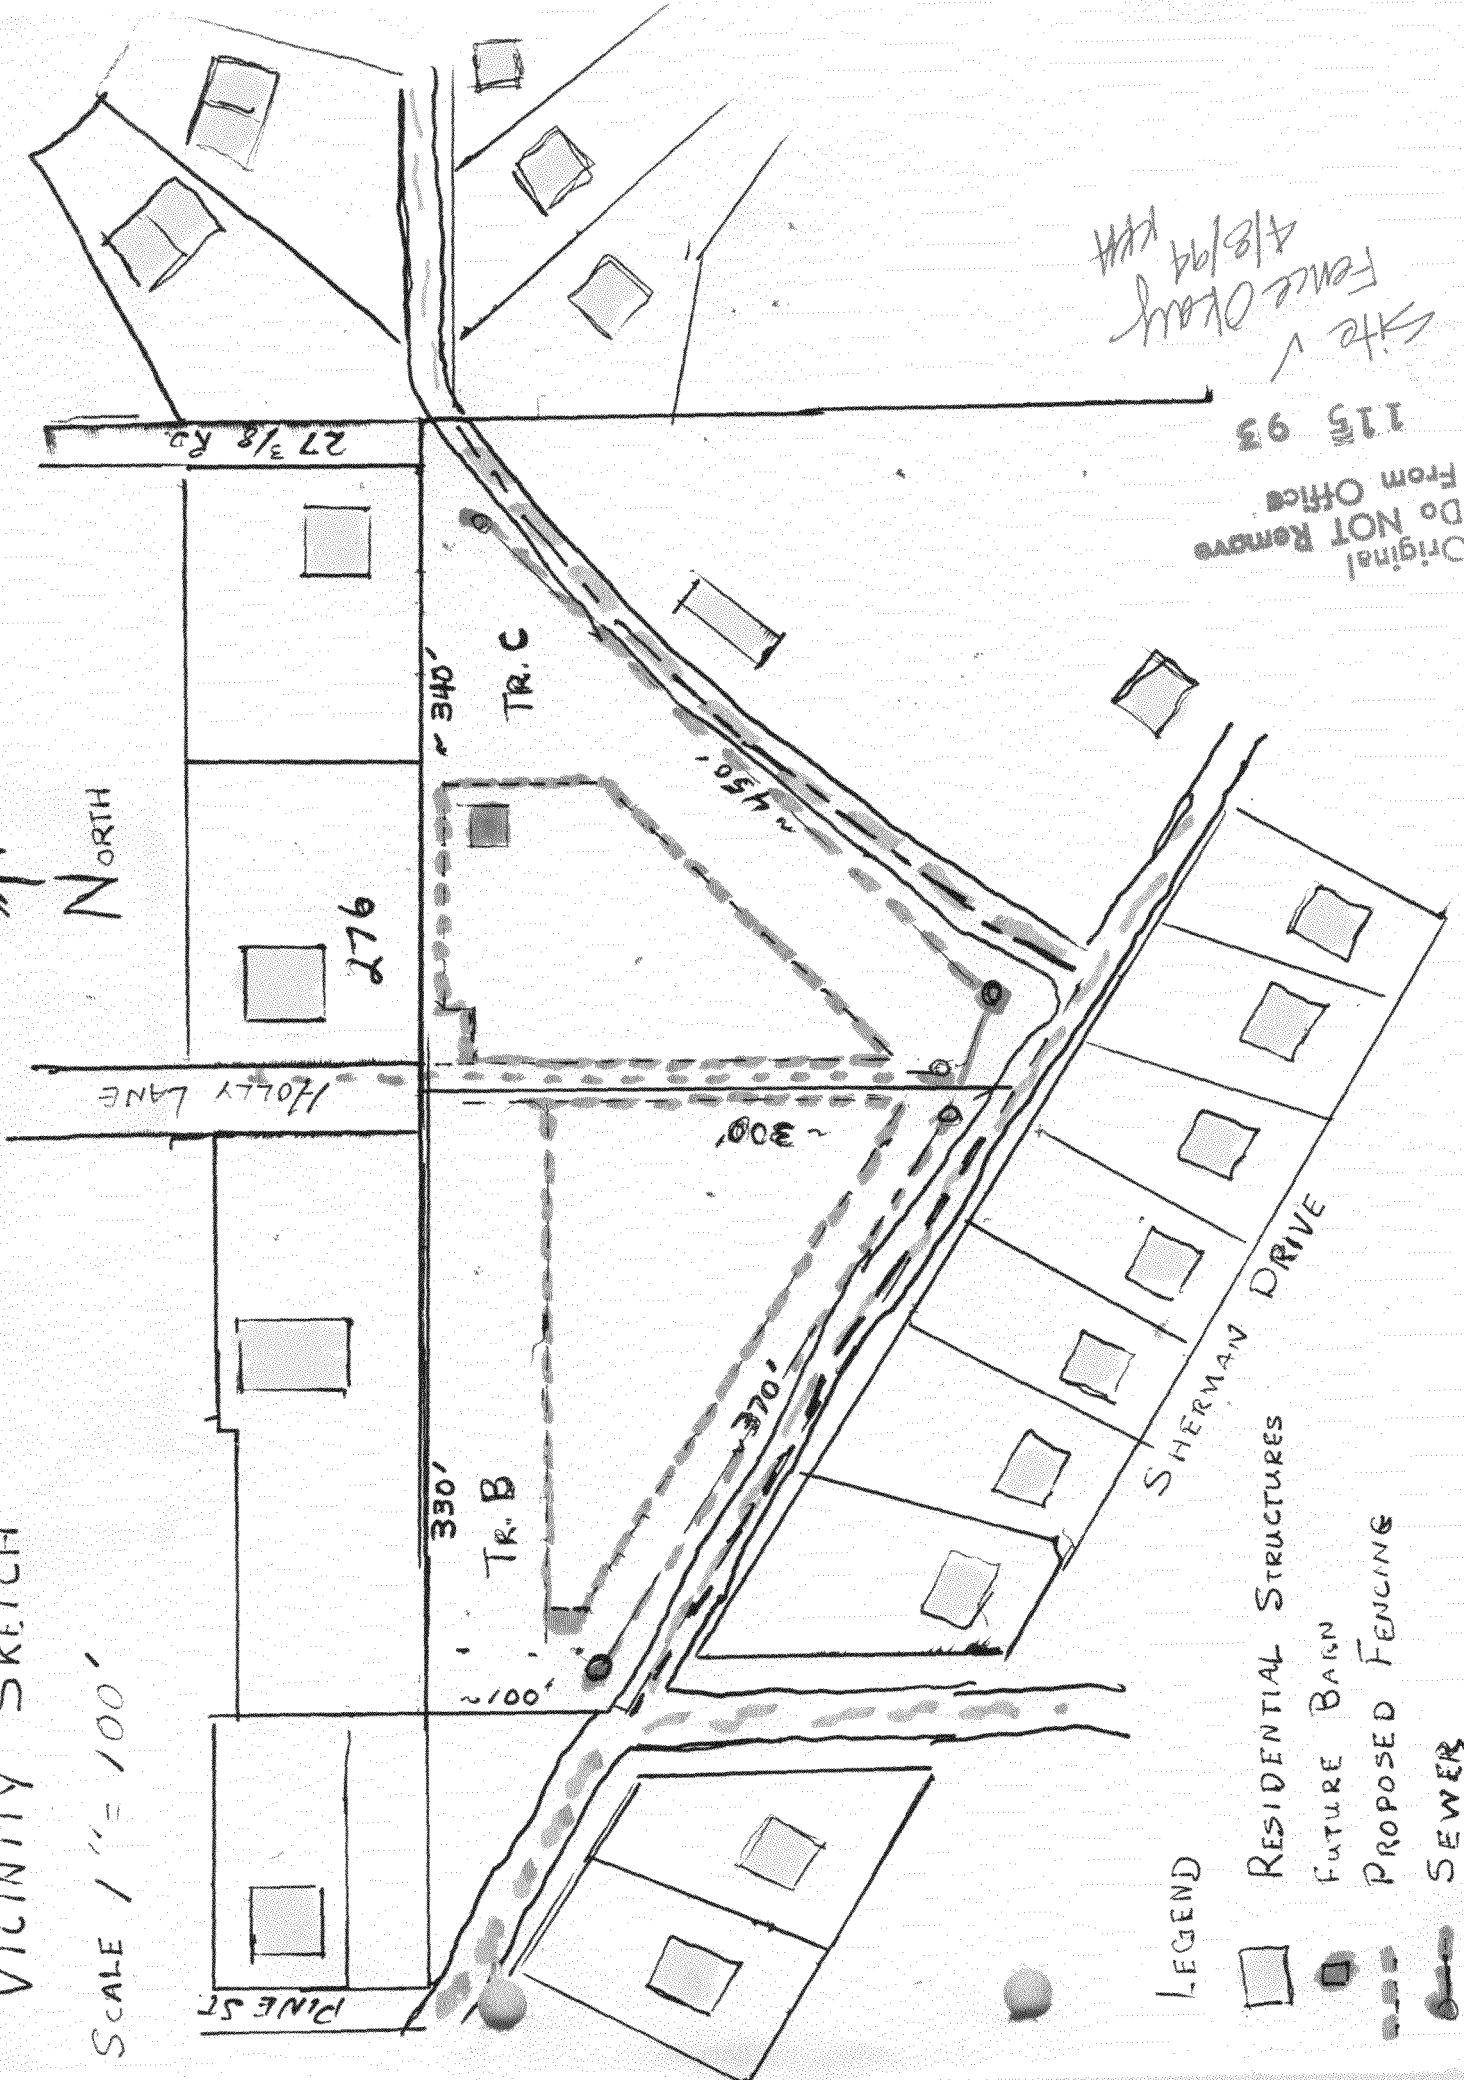 VICINITY SKETCH
SCALE 1" = 100'
NORTH
PINE ST
HOLLY LANE
27 3/8 RD.
276
330'
TR. B
~ 340'
TR. C
~100'
~ 300'
370'
~ 450'
SHERMAN DRIVE
LEGEND
RESIDENTIAL STRUCTURES
FUTURE BARN
PROPOSED FENCING
SEWER
Original
Do NOT Remove
From Office
115 93
Site ✓
Fence Okay
4/8/94